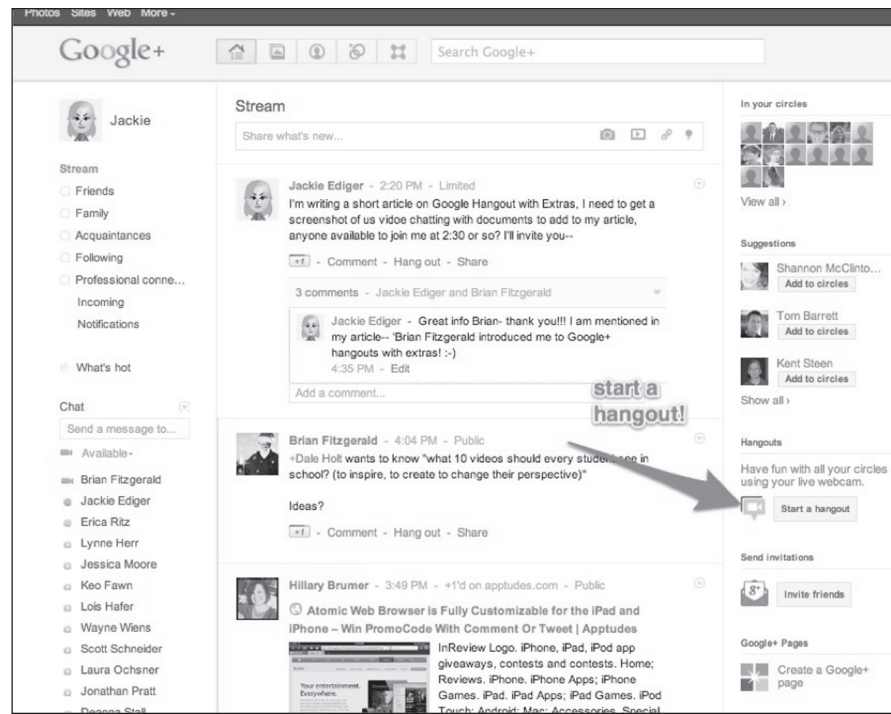 Photos Sites Web More
Google+
Search Google+
Jackie
Stream
Friends
Family
Acquaintances
Following
Professional conne...
Incoming
Notifications
What's hot
Chat
Send a message to...
Available
Brian Fitzgerald
Jackie Ediger
Erica Ritz
Lynne Herr
Jessica Moore
Keo Fawn
Lois Hafer
Wayne Wiens
Scott Schneider
Laura Ochsner
Jonathan Pratt
Deanna Stall
Stream
Share what's new...
Jackie Ediger - 2:20 PM - Limited
I'm writing a short article on Google Hangout with Extras, I need to get a
screenshot of us vidoe chatting with documents to add to my article,
anyone available to join me at 2:30 or so? I'll invite you--
+1 - Comment - Hang out - Share
3 comments - Jackie Ediger and Brian Fitzgerald
Jackie Ediger - Great info Brian- thank you!!! I am mentioned in
my article-- 'Brian Fitzgerald introduced me to Google+
hangouts with extras! :-)
4:35 PM - Edit
Add a comment...
start a
hangout!
Brian Fitzgerald - 4:04 PM - Public
+Dale Holt wants to know "what 10 videos should every student see in
school? (to inspire, to create to change their perspective)"
Ideas?
+1 - Comment - Hang out - Share
Hillary Brumer - 3:49 PM - +1'd on apptudes.com - Public
Atomic Web Browser is Fully Customizable for the iPad and
iPhone – Win PromoCode With Comment Or Tweet | Apptudes
InReview Logo. iPhone, iPad, iPod app
giveaways, contests and contests. Home;
Reviews. iPhone. iPhone Apps; iPhone
Games. iPad. iPad Apps; iPad Games. iPod
Touch; Android; Mac; Accessories. Special
Your entertainment.
Everywhere.
In your circles
View all ›
Suggestions
Shannon McClinto...
Add to circles
Tom Barrett
Add to circles
Kent Steen
Add to circles
Show all ›
Hangouts
Have fun with all your circles
using your live webcam.
Start a hangout
Send invitations
g+ Invite friends
Google+ Pages
Create a Google+
page